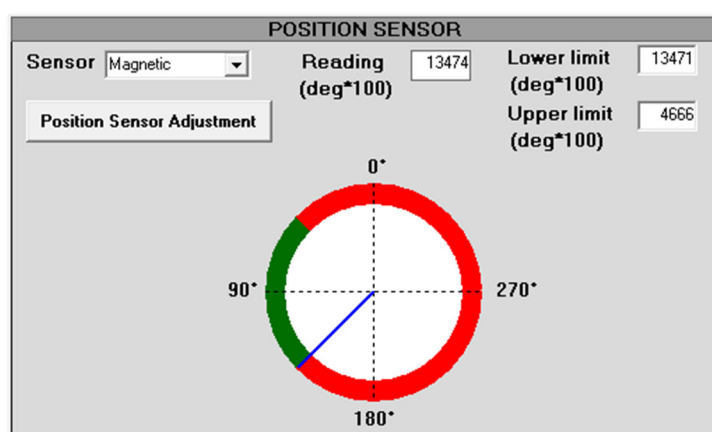 POSITION SENSOR
Sensor Magnetic
Reading (deg*100) 13474
Lower limit (deg*100) 13471
Position Sensor Adjustment
Upper limit (deg*100) 4666
0°
90°
270°
180°